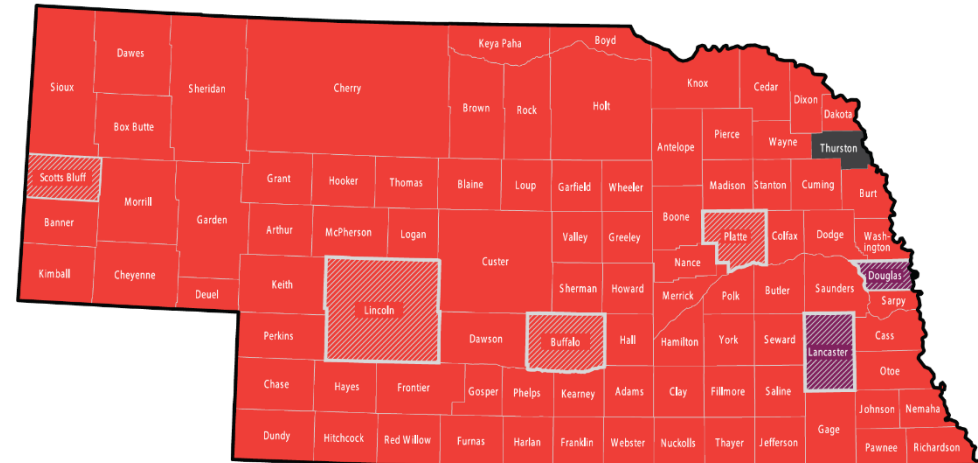 Sioux
Dawes
Box Butte
Sheridan
Cherry
Keya Paha
Boyd
Brown
Rock
Holt
Knox
Cedar
Dixon
Dakota
Antelope
Pierce
Wayne
Thurston
Scotts Bluff
Banner
Kimball
Morrill
Cheyenne
Garden
Deuel
Grant
Hooker
Thomas
Blaine
Loup
Garfield
Wheeler
Madison
Stanton
Cuming
Burt
Arthur
McPherson
Logan
Custer
Valley
Greeley
Boone
Nance
Platte
Colfax
Dodge
Wash-
ington
Keith
Lincoln
Sherman
Howard
Merrick
Polk
Butler
Saunders
Douglas
Sarpy
Perkins
Dawson
Buffalo
Hall
Hamilton
York
Seward
Lancaster
Cass
Otoe
Chase
Hayes
Frontier
Gosper
Phelps
Kearney
Adams
Clay
Fillmore
Saline
Gage
Johnson
Nemaha
Dundy
Hitchcock
Red Willow
Furnas
Harlan
Franklin
Webster
Nuckolls
Thayer
Jefferson
Pawnee
Richardson